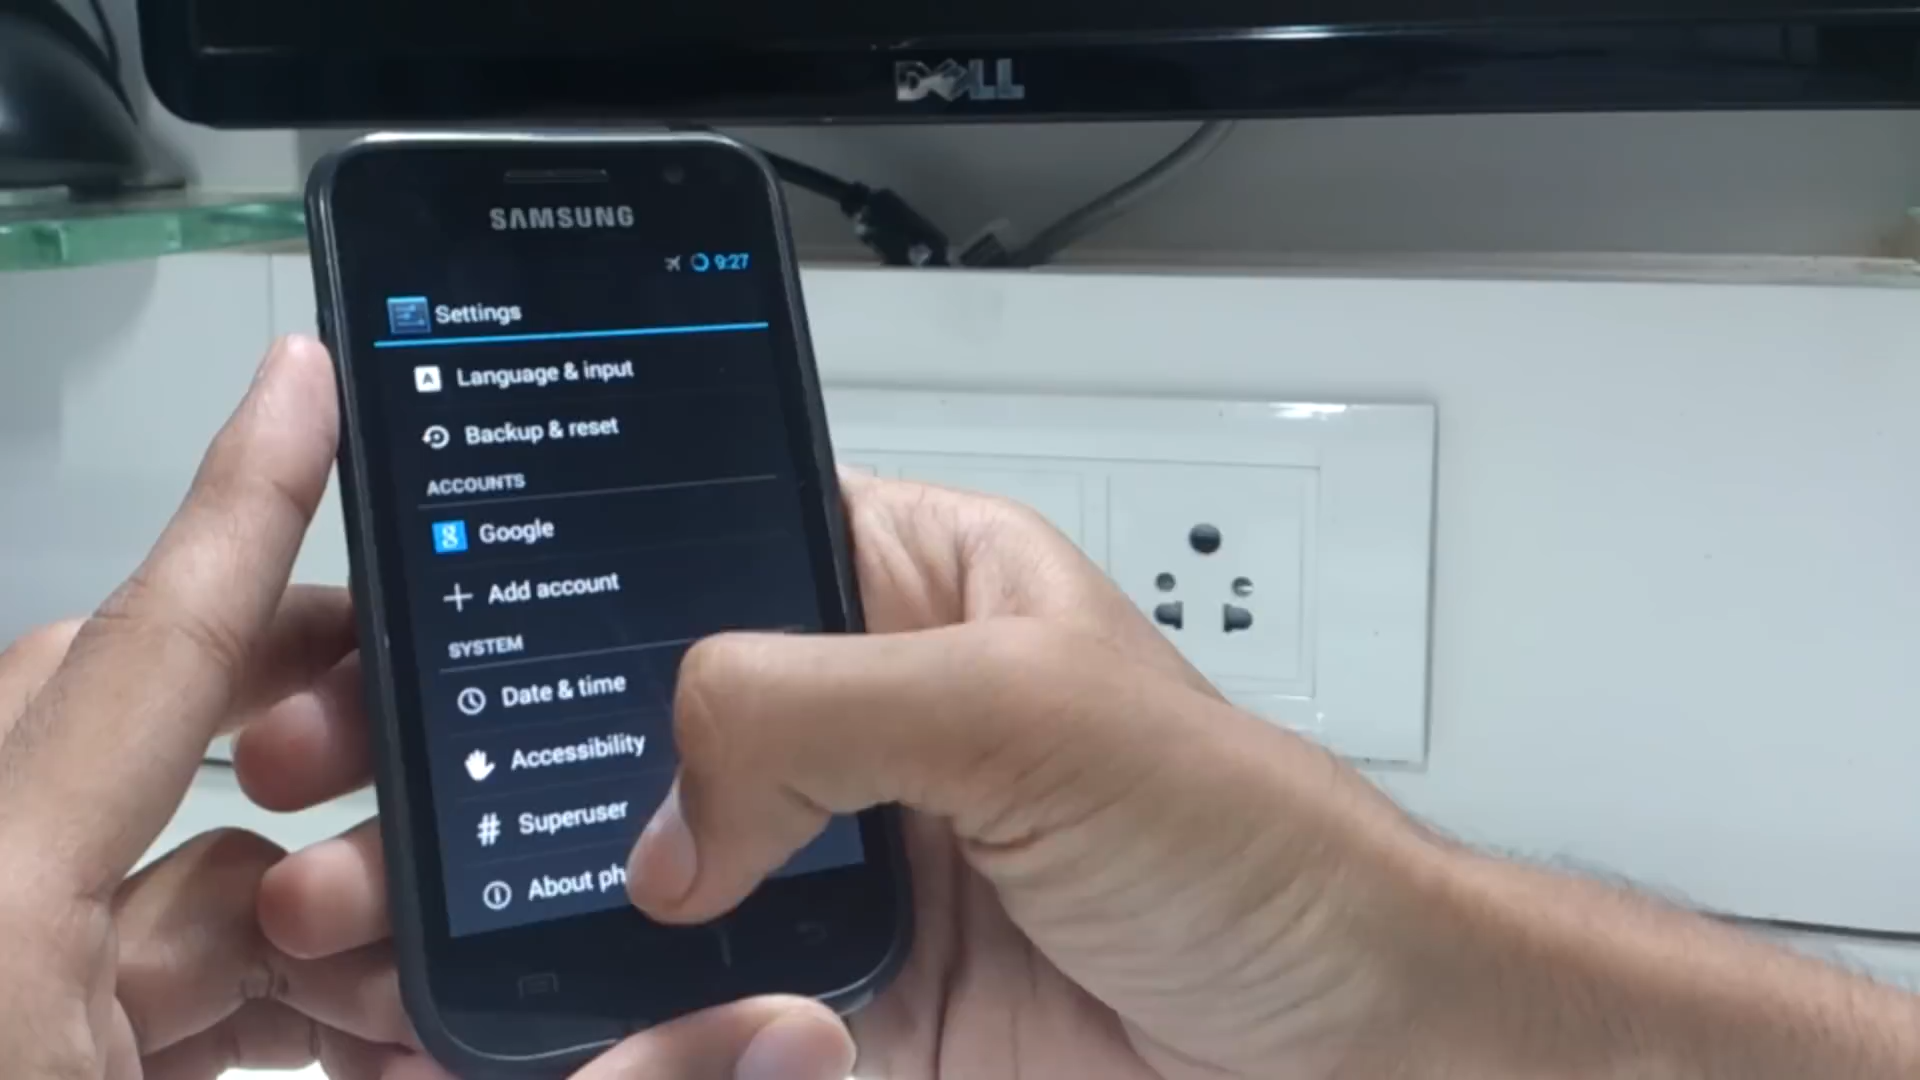 DELL
SAMSUNG
9:27
Settings
Language & input
Backup & reset
ACCOUNTS
Google
Add account
SYSTEM
Date & time
Accessibility
# Superuser
About ph